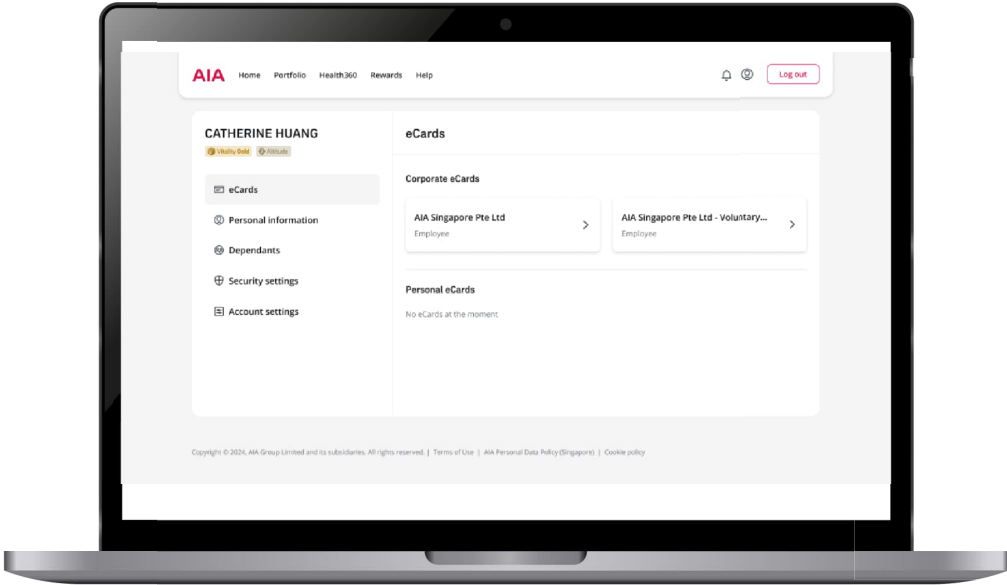 AIA Home Portfolio Health360 Rewards Help Log out
CATHERINE HUANG
Vitality Gold Altitude
eCards
Personal information
Dependants
Security settings
Account settings
eCards
Corporate eCards
AIA Singapore Pte Ltd
Employee
AIA Singapore Pte Ltd - Voluntary...
Employee
Personal eCards
No eCards at the moment
Copyright © 2024, AIA Group Limited and its subsidiaries. All rights reserved. | Terms of Use | AIA Personal Data Policy (Singapore) | Cookie policy